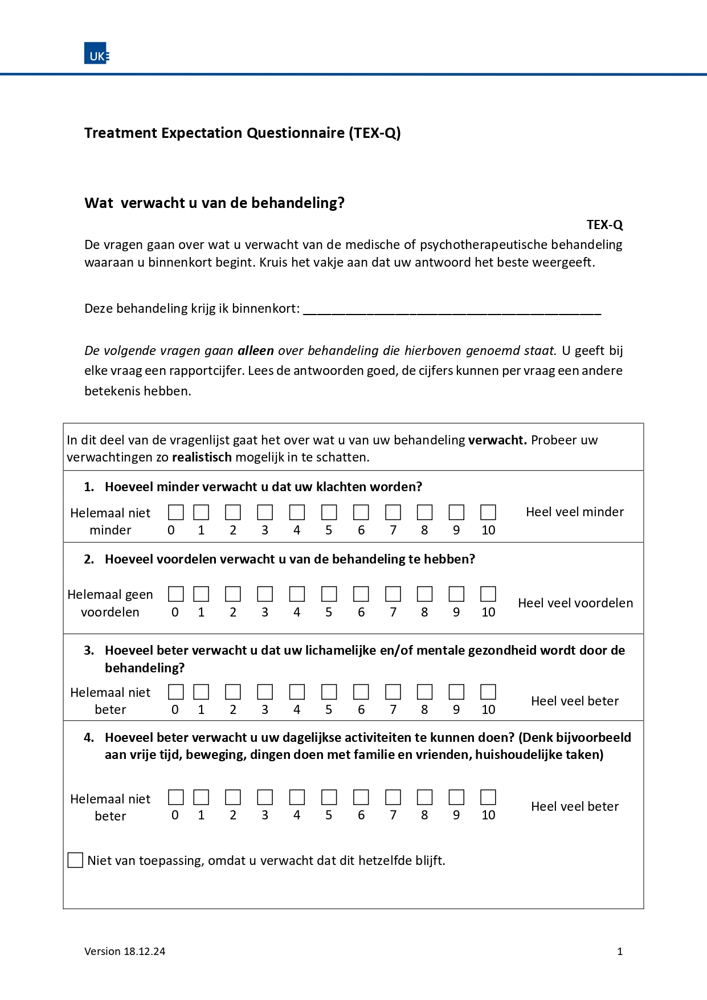 UKE
Treatment Expectation Questionnaire (TEX-Q)
Wat  verwacht u van de behandeling?
TEX-Q
De vragen gaan over wat u verwacht van de medische of psychotherapeutische behandeling
waaraan u binnenkort begint. Kruis het vakje aan dat uw antwoord het beste weergeeft.
Deze behandeling krijg ik binnenkort: ___________________________________________
De volgende vragen gaan alleen over behandeling die hierboven genoemd staat. U geeft bij
elke vraag een rapportcijfer. Lees de antwoorden goed, de cijfers kunnen per vraag een andere
betekenis hebben.
In dit deel van de vragenlijst gaat het over wat u van uw behandeling verwacht. Probeer uw
verwachtingen zo realistisch mogelijk in te schatten.
1. Hoeveel minder verwacht u dat uw klachten worden?
Helemaal niet ☐ ☐ ☐ ☐ ☐ ☐ ☐ ☐ ☐ ☐ ☐ Heel veel minder
minder 0 1 2 3 4 5 6 7 8 9 10
2. Hoeveel voordelen verwacht u van de behandeling te hebben?
Helemaal geen ☐ ☐ ☐ ☐ ☐ ☐ ☐ ☐ ☐ ☐ ☐ Heel veel voordelen
voordelen 0 1 2 3 4 5 6 7 8 9 10
3. Hoeveel beter verwacht u dat uw lichamelijke en/of mentale gezondheid wordt door de
behandeling?
Helemaal niet ☐ ☐ ☐ ☐ ☐ ☐ ☐ ☐ ☐ ☐ ☐ Heel veel beter
beter 0 1 2 3 4 5 6 7 8 9 10
4. Hoeveel beter verwacht u uw dagelijkse activiteiten te kunnen doen? (Denk bijvoorbeeld
aan vrije tijd, beweging, dingen doen met familie en vrienden, huishoudelijke taken)
Helemaal niet ☐ ☐ ☐ ☐ ☐ ☐ ☐ ☐ ☐ ☐ ☐ Heel veel beter
beter 0 1 2 3 4 5 6 7 8 9 10
☐ Niet van toepassing, omdat u verwacht dat dit hetzelfde blijft.
Version 18.12.24 1